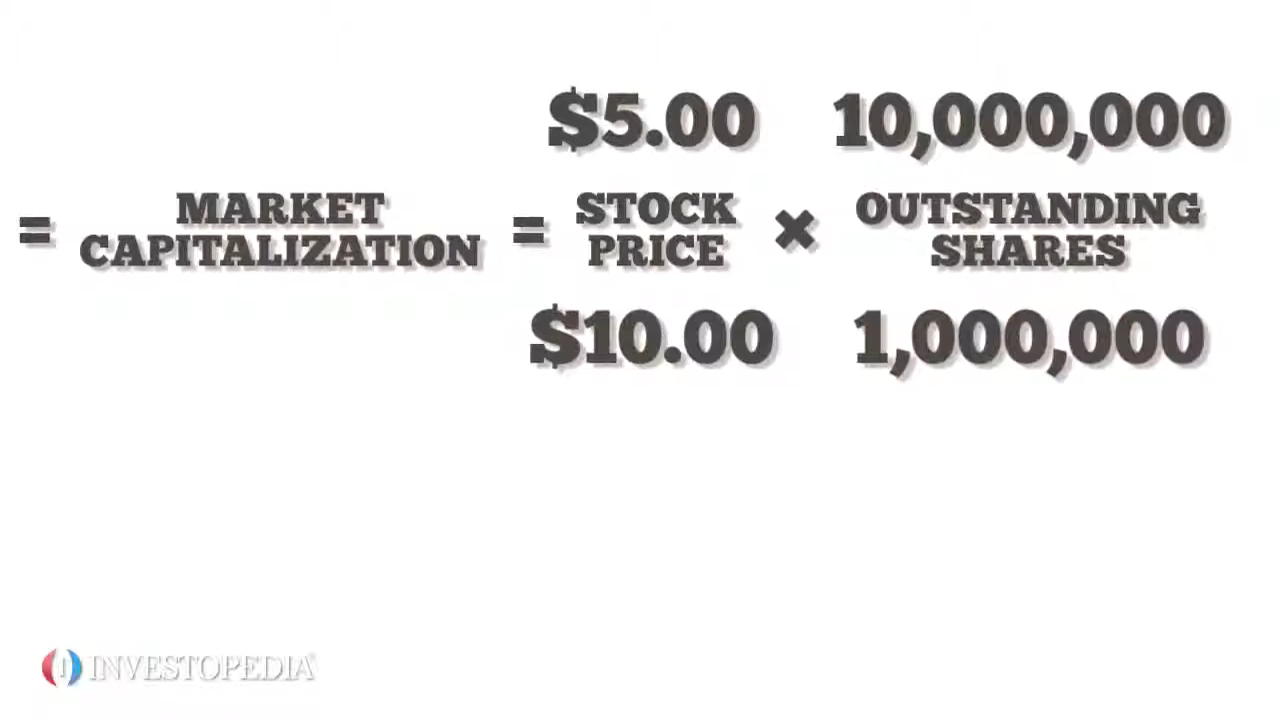 $5.00 10,000,000
= MARKET CAPITALIZATION = STOCK PRICE × OUTSTANDING SHARES
$10.00 1,000,000
INVESTOPEDIA